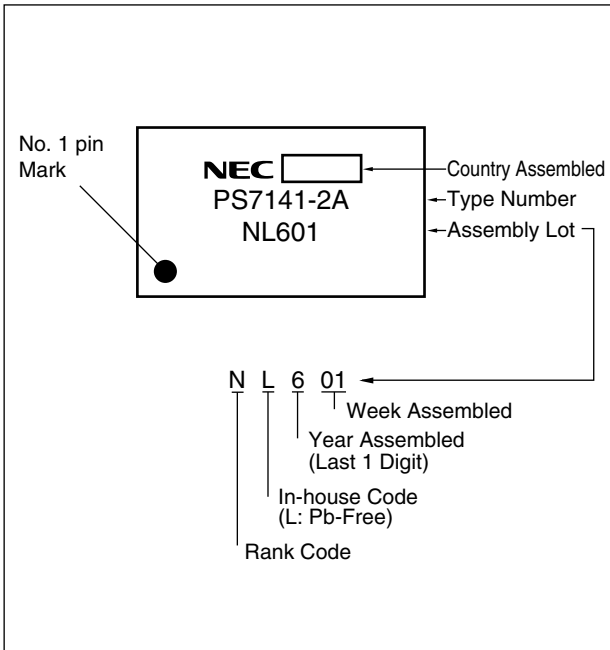 No. 1 pin
Mark
NEC
Country Assembled
PS7141-2A
Type Number
NL601
Assembly Lot
N L 6 01
Week Assembled
Year Assembled
(Last 1 Digit)
In-house Code
(L: Pb-Free)
Rank Code